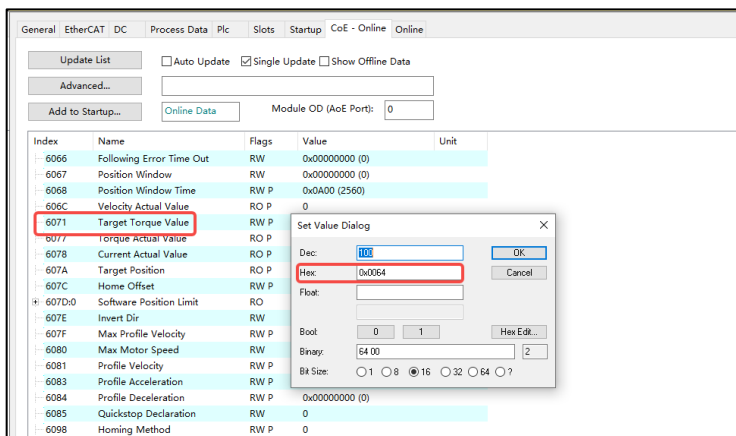 General EtherCAT DC Process Data Plc Slots Startup CoE - Online Online
Update List Auto Update Single Update Show Offline Data
Advanced...
Add to Startup... Online Data Module OD (AoE Port): 0
Index Name Flags Value Unit
6066 Following Error Time Out RW 0x00000000 (0)
6067 Position Window RW 0x00000000 (0)
6068 Position Window Time RW P 0x0A00 (2560)
606C Velocity Actual Value RO P 0
6071 Target Torque Value RW P
6077 Torque Actual Value RO P
6078 Current Actual Value RO P
607A Target Position RO P
607C Home Offset RW P
607D:0 Software Position Limit RO
607E Invert Dir RW
607F Max Profile Velocity RW P
6080 Max Motor Speed RW
6081 Profile Velocity RW P
6083 Profile Acceleration RW P
6084 Profile Deceleration RW P 0x00000000 (0)
6085 Quickstop Declaration RW 0
6098 Homing Method RW P 0
Set Value Dialog
Dec: 100 OK
Hex: 0x0064 Cancel
Float:
Bool: 0 1 Hex Edit...
Binary: 64 00 2
Bit Size: 1 8 16 32 64 ?